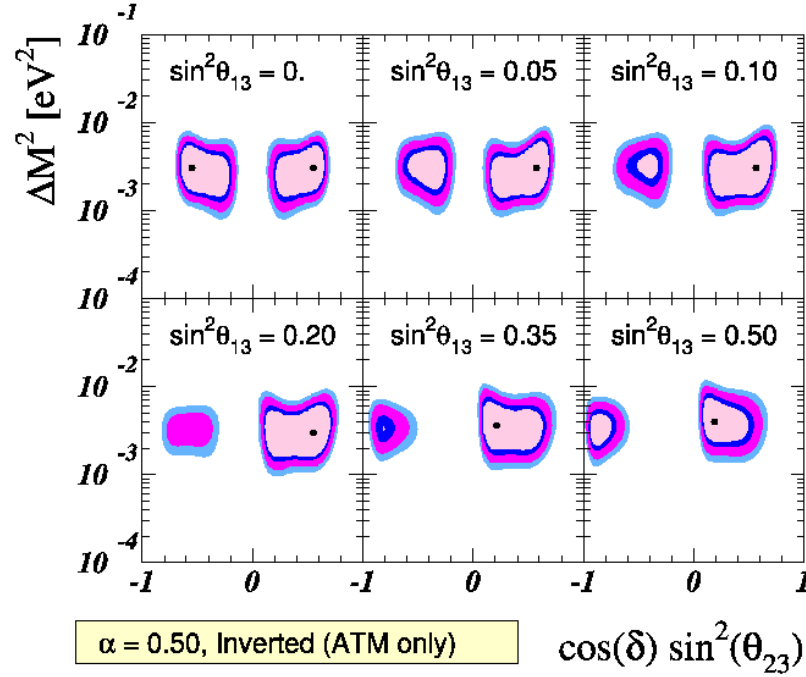 ΔM² [eV²]
10⁻¹
10⁻²
10⁻³
10⁻⁴
sin²θ₁₃ = 0.
sin²θ₁₃ = 0.05
sin²θ₁₃ = 0.10
10⁻²
10⁻³
10⁻⁴
sin²θ₁₃ = 0.20
sin²θ₁₃ = 0.35
sin²θ₁₃ = 0.50
-1 0 -1 0 -1 0 1
α = 0.50, Inverted (ATM only)
cos(δ) sin²(θ₂₃)